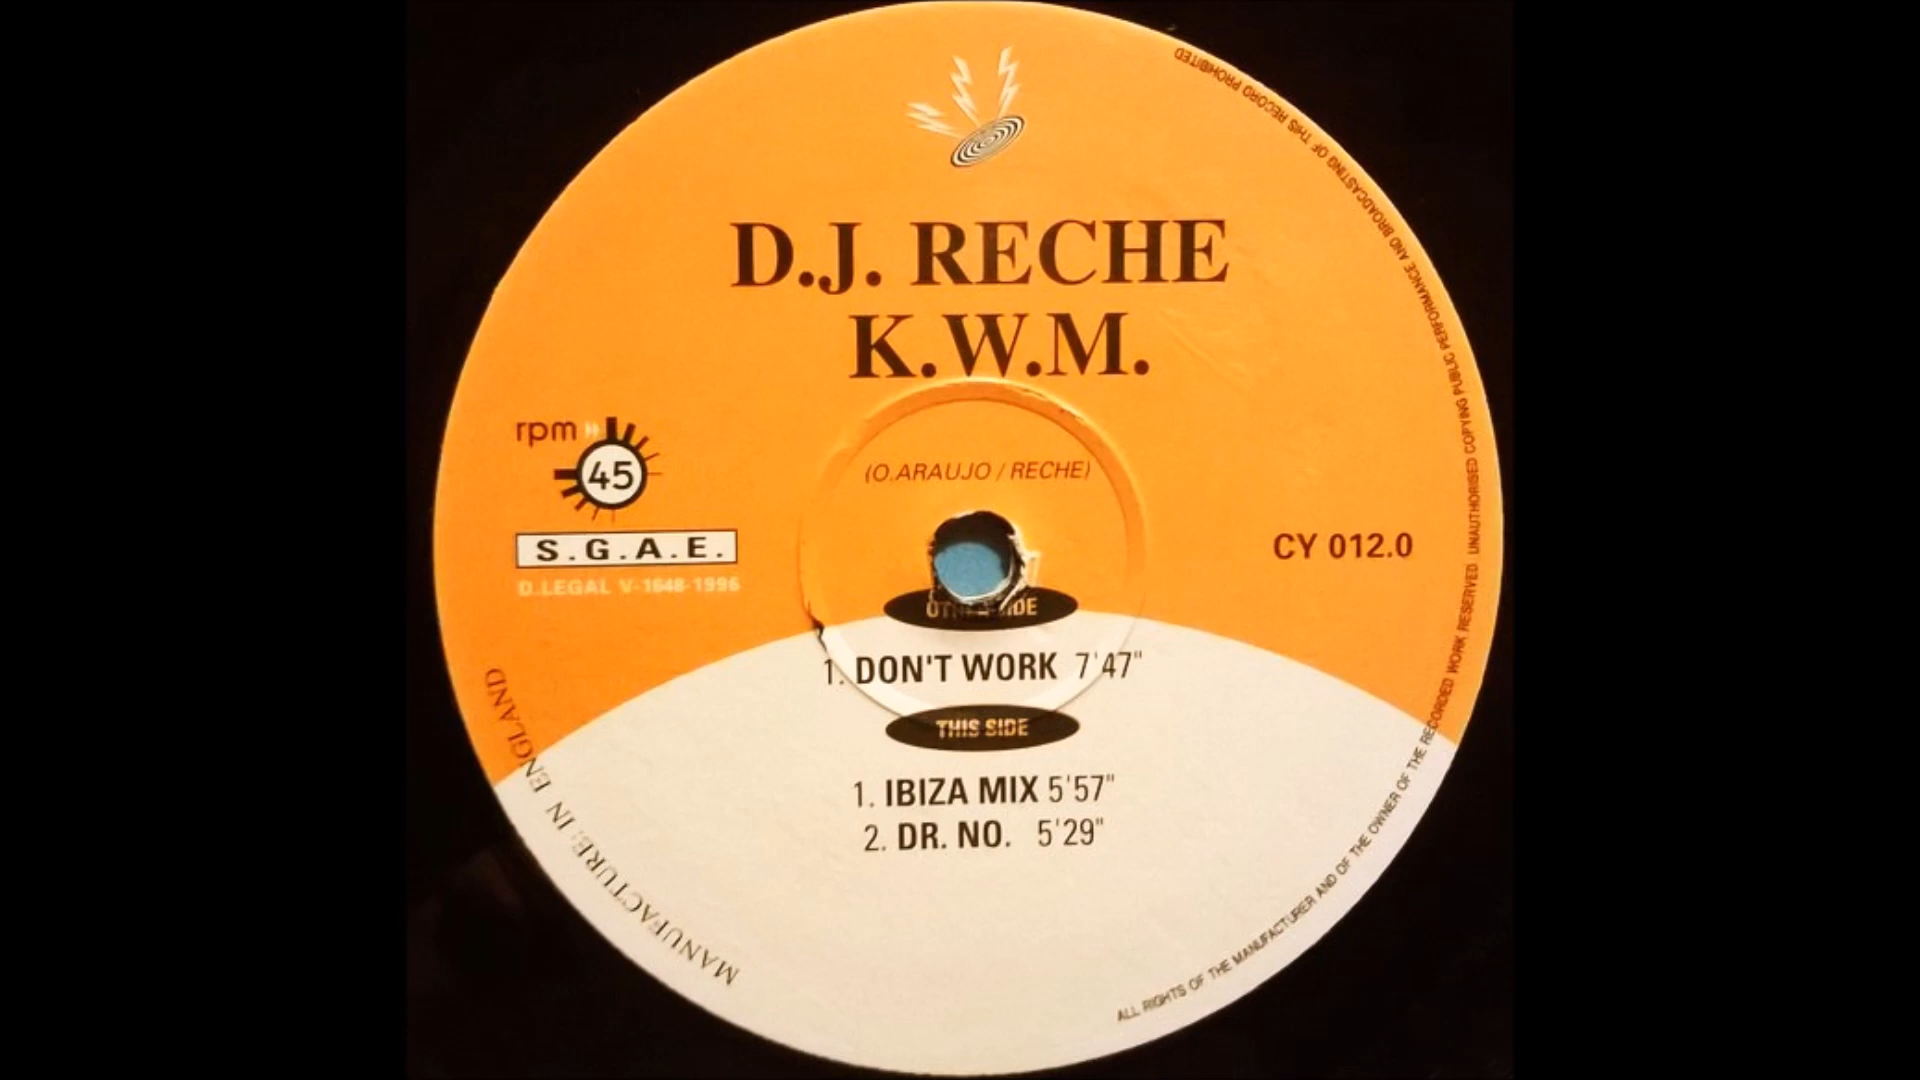 D.J. RECHE
K.W.M.
rpm
45
(O.ARAUJO / RECHE)
S.G.A.E.
CY 012.0
D.LEGAL V-1648-1996
OTHER SIDE
1. DON'T WORK 7'47"
THIS SIDE
1. IBIZA MIX 5'57"
2. DR. NO. 5'29"
MANUFACTURE: IN ENGLAND
ALL RIGHTS OF THE MANUFACTURER AND OF THE OWNER OF THE RECORDED WORK RESERVED UNAUTHORISED COPYING PUBLIC PERFORMANCE AND BROADCASTING OF THIS RECORD PROHIBITED